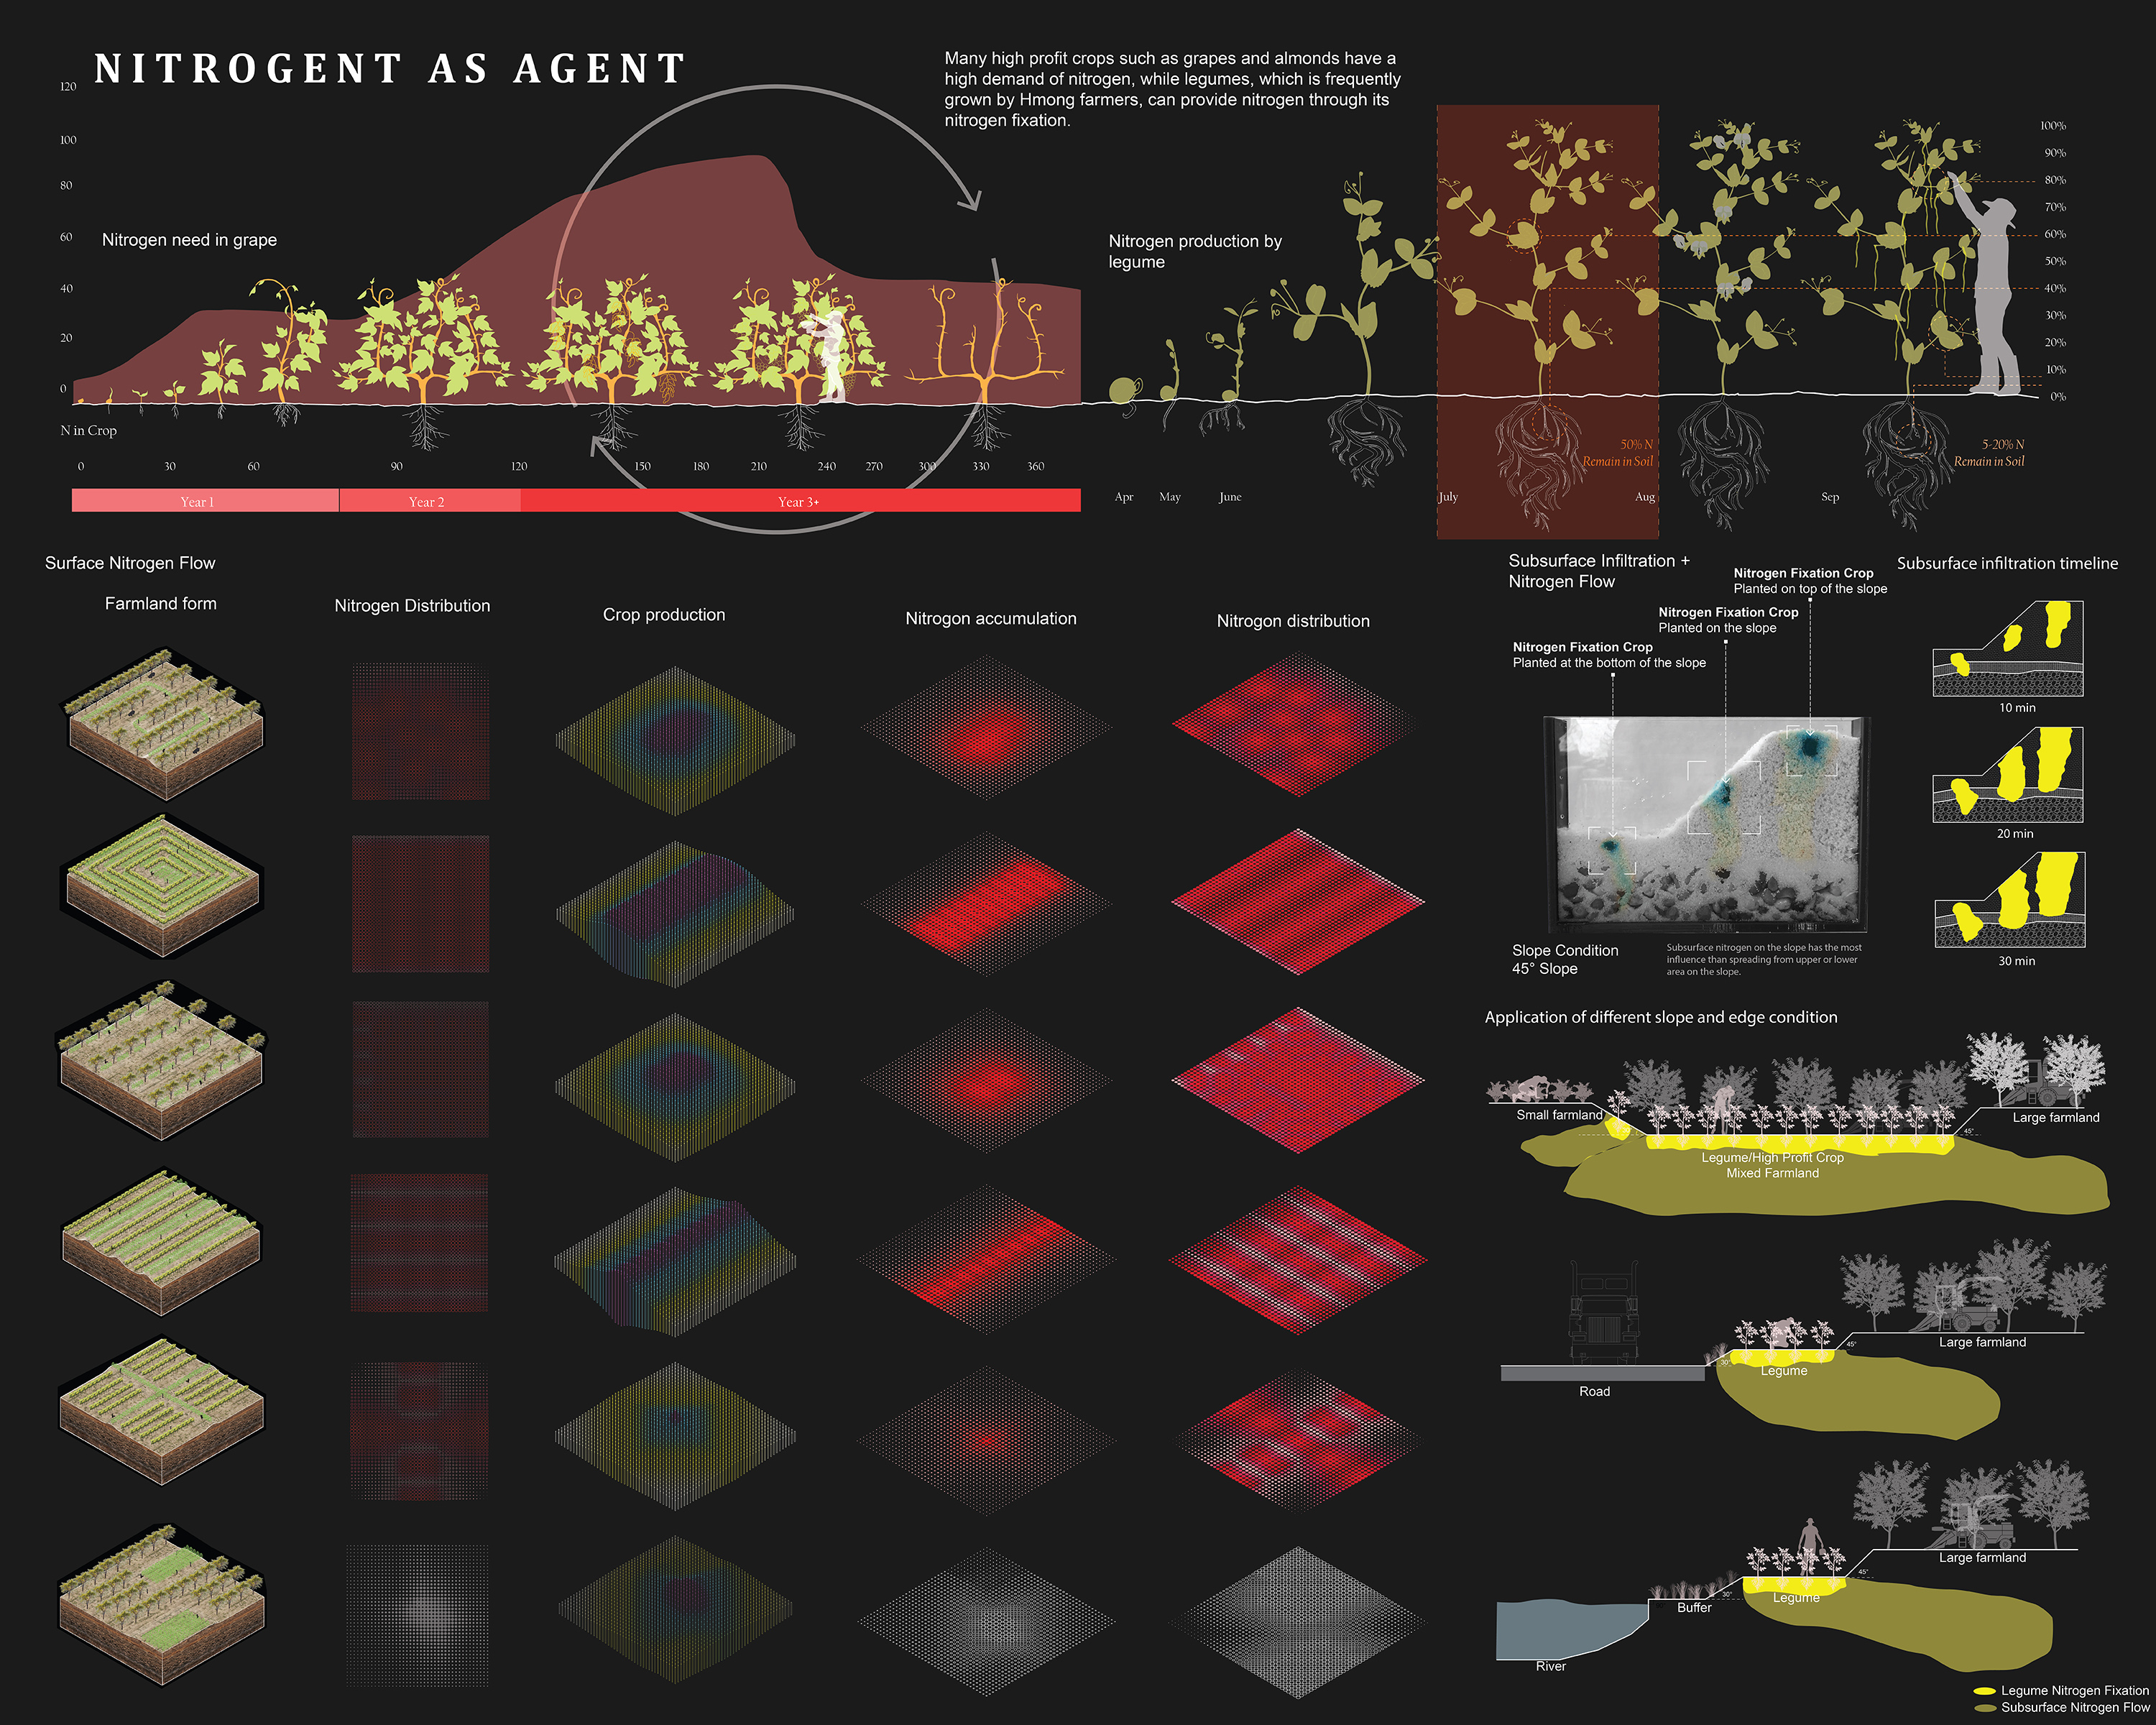 NITROGENT AS AGENT
Many high profit crops such as grapes and almonds have a
high demand of nitrogen, while legumes, which is frequently
grown by Hmong farmers, can provide nitrogen through its
nitrogen fixation.
120
100
80
60
40
20
0
Nitrogen need in grape
N in Crop
0 30 60 90 120 150 180 210 240 270 300 330 360
Year 1 Year 2 Year 3+
Nitrogen production by
legume
100%
90%
80%
70%
60%
50%
40%
30%
20%
10%
0%
50% N
Remain in Soil
5-20% N
Remain in Soil
Apr May June July Aug Sep
Surface Nitrogen Flow
Farmland form
Nitrogen Distribution
Crop production
Nitrogon accumulation
Nitrogon distribution
Subsurface Infiltration +
Nitrogen Flow
Nitrogen Fixation Crop
Planted on top of the slope
Nitrogen Fixation Crop
Planted on the slope
Nitrogen Fixation Crop
Planted at the bottom of the slope
Slope Condition
45° Slope
Subsurface nitrogen on the slope has the most
influence than spreading from upper or lower
area on the slope.
Subsurface infiltration timeline
10 min
20 min
30 min
Application of different slope and edge condition
Small farmland
Large farmland
45°
Legume/High Profit Crop
Mixed Farmland
Large farmland
45°
30°
Legume
Road
Large farmland
45°
30°
Legume
Buffer
River
Legume Nitrogen Fixation
Subsurface Nitrogen Flow